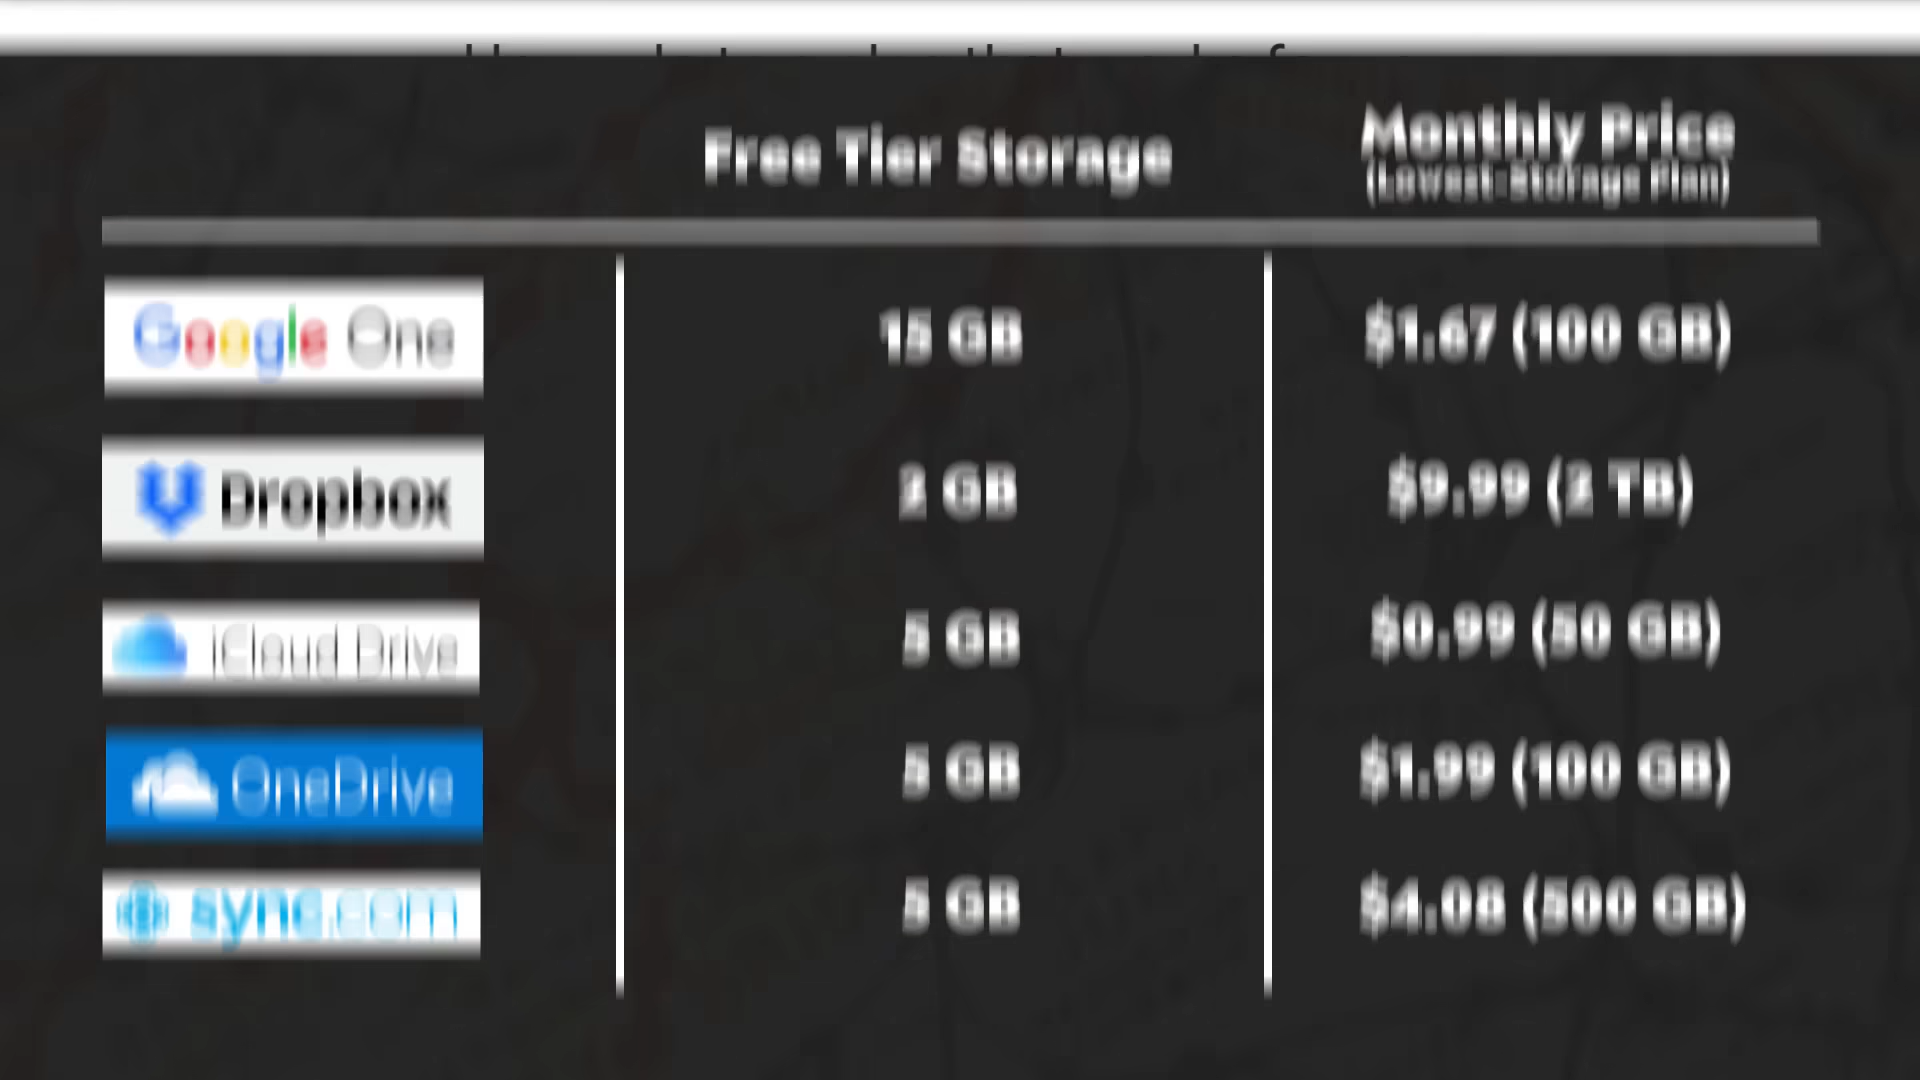 Free Tier Storage
Monthly Price
(Lowest Storage Plan)
Google One
15 GB
$1.67 (100 GB)
Dropbox
2 GB
$9.99 (2 TB)
iCloud Drive
5 GB
$0.99 (50 GB)
OneDrive
5 GB
$1.99 (100 GB)
sync.com
5 GB
$4.08 (500 GB)